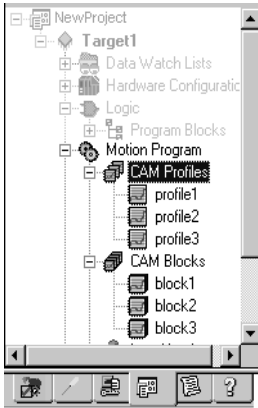 NewProject
Target1
Data Watch Lists
Hardware Configuratic
Logic
Program Blocks
Motion Program
CAM Profiles
profile1
profile2
profile3
CAM Blocks
block1
block2
block3